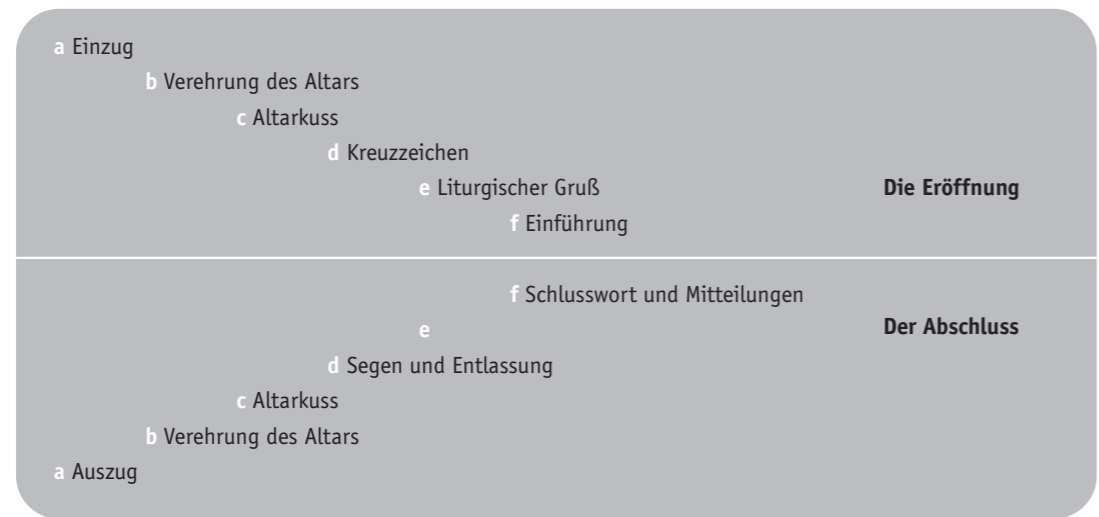 a Einzug
b Verehrung des Altars
c Altarkuss
d Kreuzzeichen
e Liturgischer Gruß
Die Eröffnung
f Einführung
f Schlusswort und Mitteilungen
e
Der Abschluss
d Segen und Entlassung
c Altarkuss
b Verehrung des Altars
a Auszug